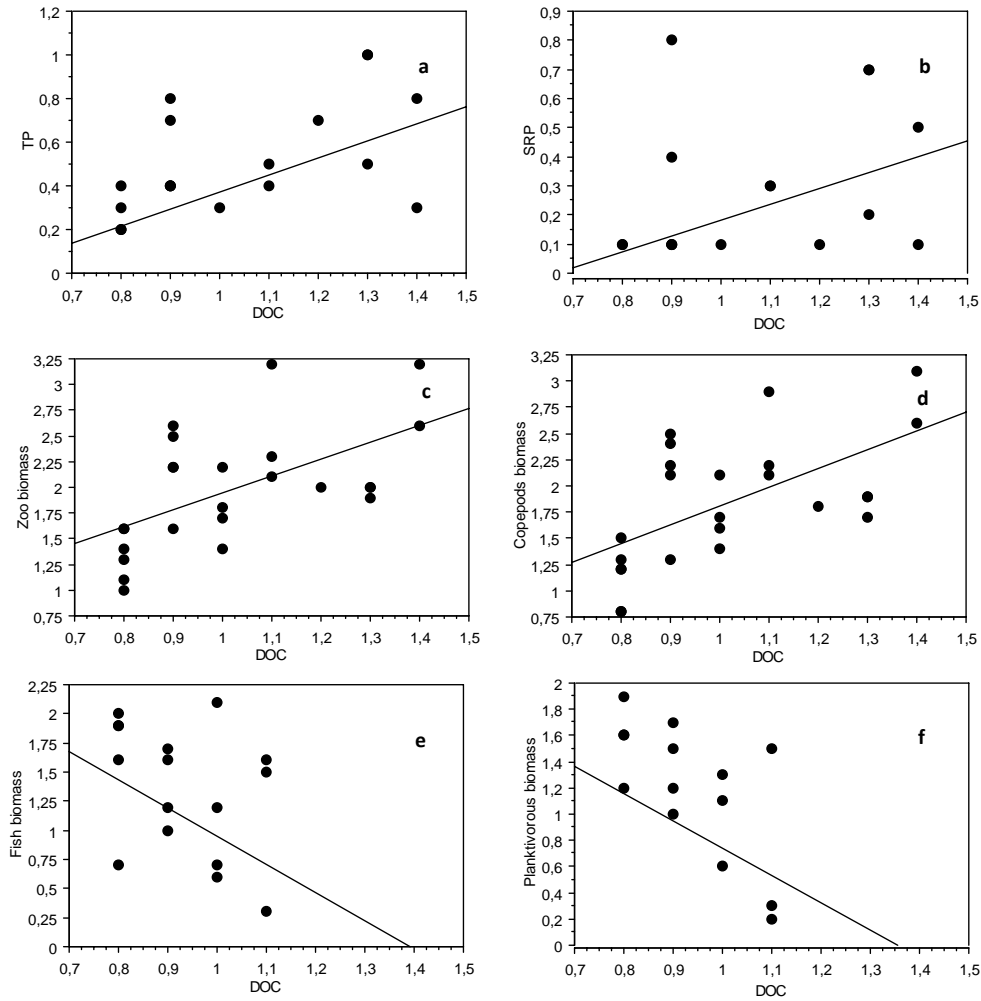 1,2
1
0,8
0,6
0,4
0,2
0
TP
a
0,7 0,8 0,9 1 1,1 1,2 1,3 1,4 1,5
DOC
0,9
0,8
0,7
0,6
0,5
0,4
0,3
0,2
0,1
0
SRP
b
0,7 0,8 0,9 1 1,1 1,2 1,3 1,4 1,5
DOC
3,25
3
2,75
2,5
2,25
2
1,75
1,5
1,25
1
0,75
Zoo biomass
c
0,7 0,8 0,9 1 1,1 1,2 1,3 1,4 1,5
DOC
3,25
3
2,75
2,5
2,25
2
1,75
1,5
1,25
1
0,75
Copepods biomass
d
0,7 0,8 0,9 1 1,1 1,2 1,3 1,4 1,5
DOC
2,25
2
1,75
1,5
1,25
1
0,75
0,5
0,25
0
Fish biomass
e
0,7 0,8 0,9 1 1,1 1,2 1,3 1,4 1,5
DOC
2
1,8
1,6
1,4
1,2
1
0,8
0,6
0,4
0,2
0
Planktivorous biomass
f
0,7 0,8 0,9 1 1,1 1,2 1,3 1,4 1,5
DOC